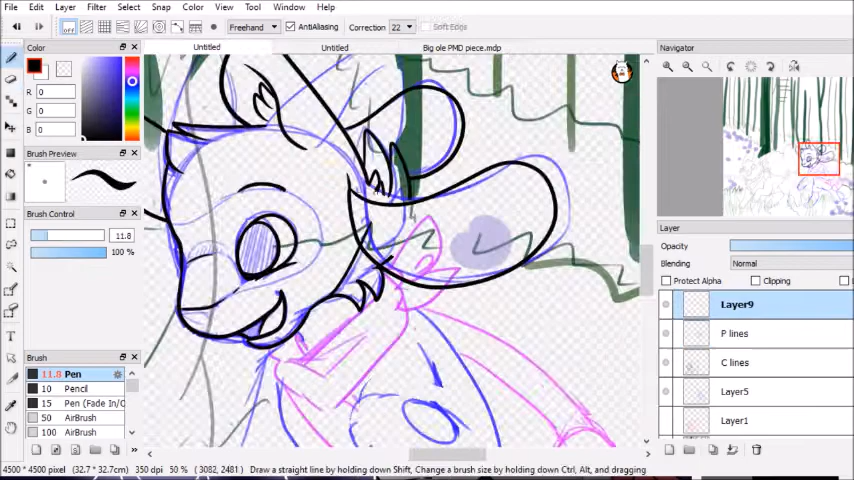 File Edit Layer Filters Snap Color View Tool Window Help
OFF Freehand AntiAliasing Correction 22 Soft Edit
Color
Untitled Untitled Big ole PMD piece.mdp
Navigator
R 0
G 0
B 0
Brush Preview
Brush Control
11.8
100 %
Layer
Opacity
Blending Normal
Protect Alpha Clipping Loc
Layer9
P lines
C lines
Layer5
Layer1
Brush
11.8 Pen
10 Pencil
15 Pen (Fade In/O
50 AirBrush
100 AirBrush
4500 * 4500 pixel (32.7 * 32.7cm) 350 dpi 50 % ( 3082, 2481 ) Draw a straight line by holding down Shift, Change a brush size by holding down Ctrl, Alt, and dragging